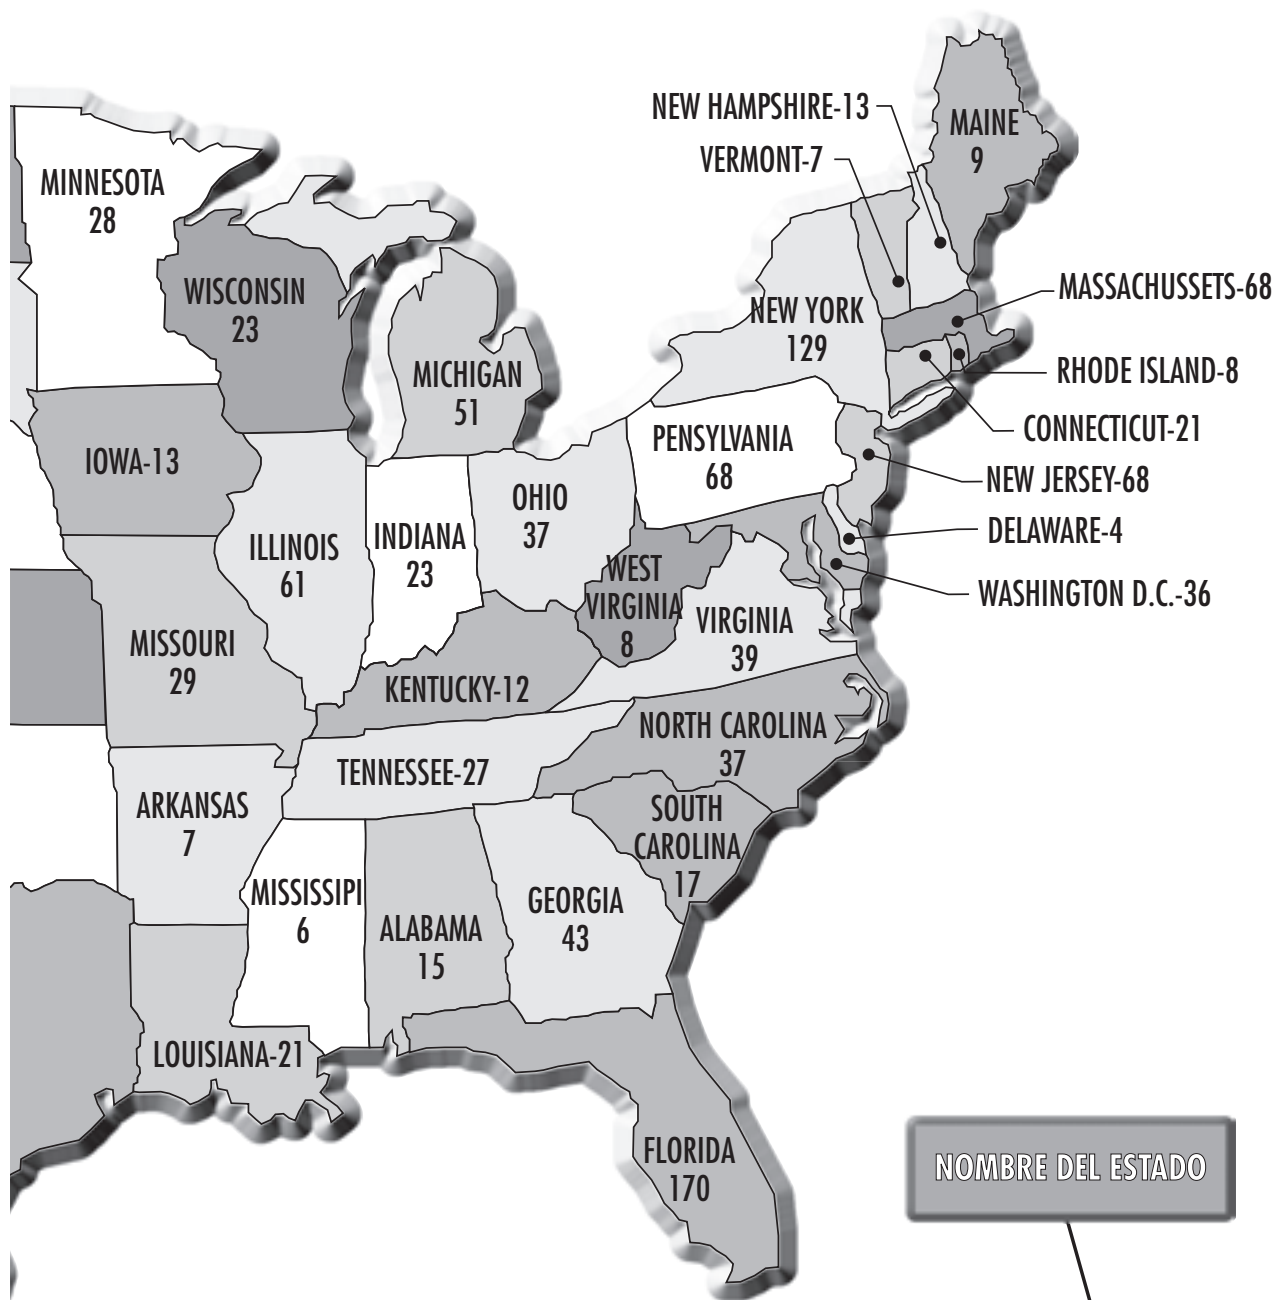 NEW HAMPSHIRE-13
MAINE
9
VERMONT-7
MINNESOTA
28
WISCONSIN
23
MASSACHUSSETS-68
NEW YORK
129
MICHIGAN
51
RHODE ISLAND-8
CONNECTICUT-21
PENSYLVANIA
68
IOWA-13
NEW JERSEY-68
OHIO
37
DELAWARE-4
ILLINOIS
61
INDIANA
23
WEST
VIRGINIA
8
WASHINGTON D.C.-36
VIRGINIA
39
MISSOURI
29
KENTUCKY-12
NORTH CAROLINA
37
TENNESSEE-27
ARKANSAS
7
SOUTH
CAROLINA
17
MISSISSIPI
6
ALABAMA
15
GEORGIA
43
LOUISIANA-21
FLORIDA
170
NOMBRE DEL ESTADO